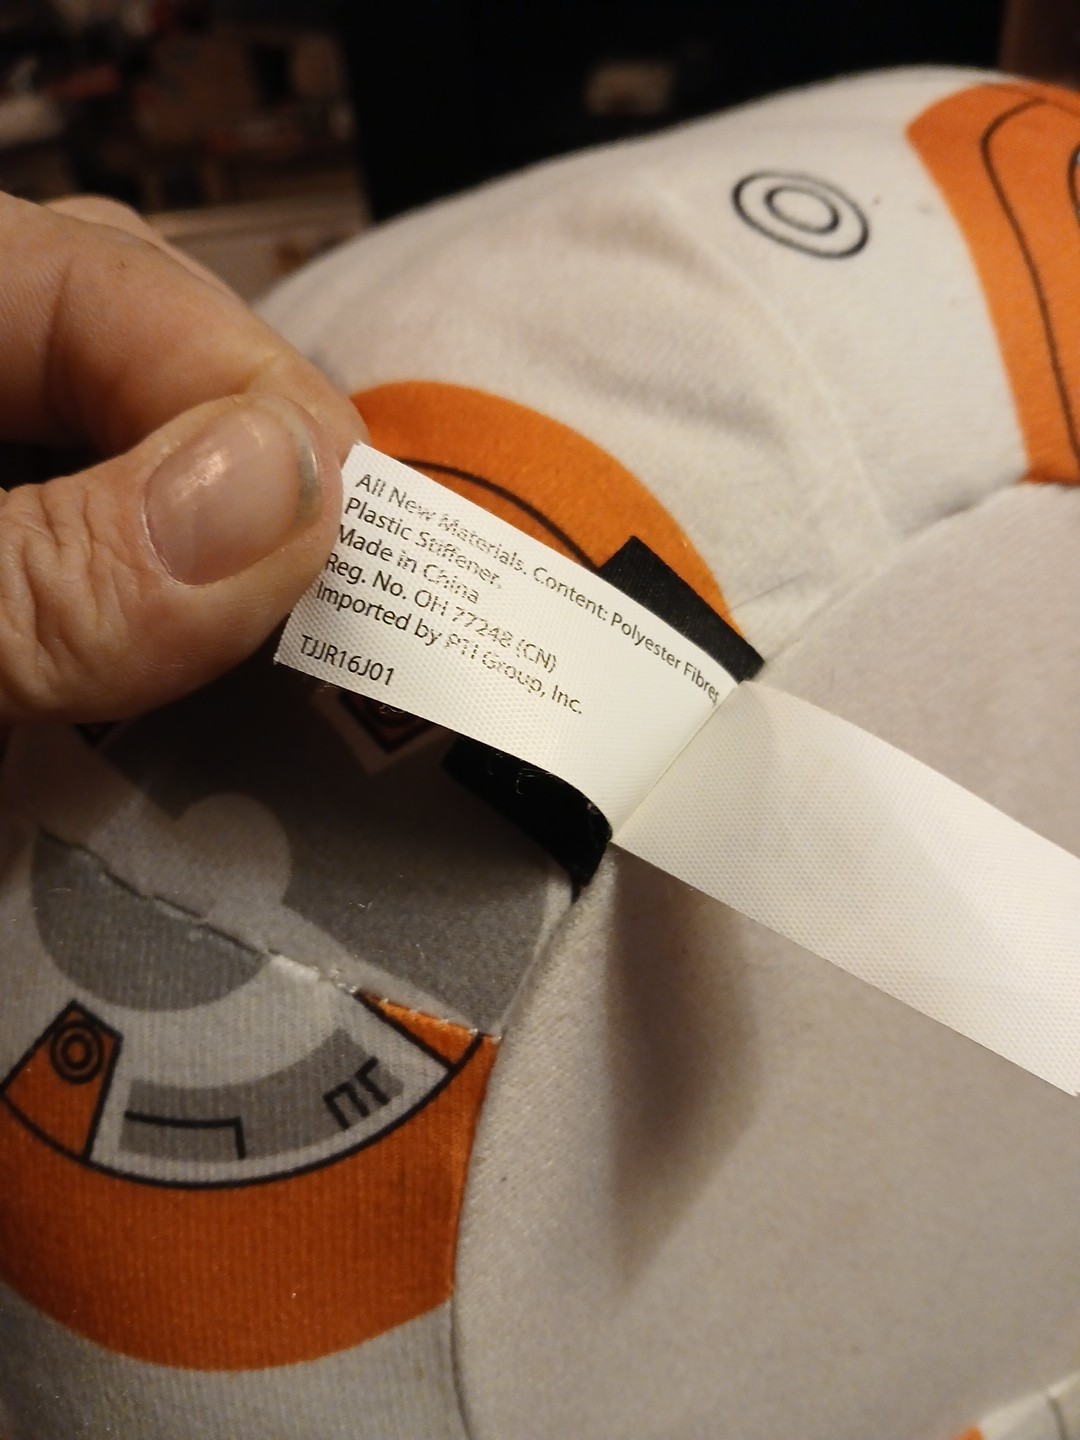 All New Materials. Content: Polyester Fibres,
Plastic Stiffener.
Made in China
Reg. No. OH 77248 (CN)
Imported by PTI Group, Inc.
TJJR16J01